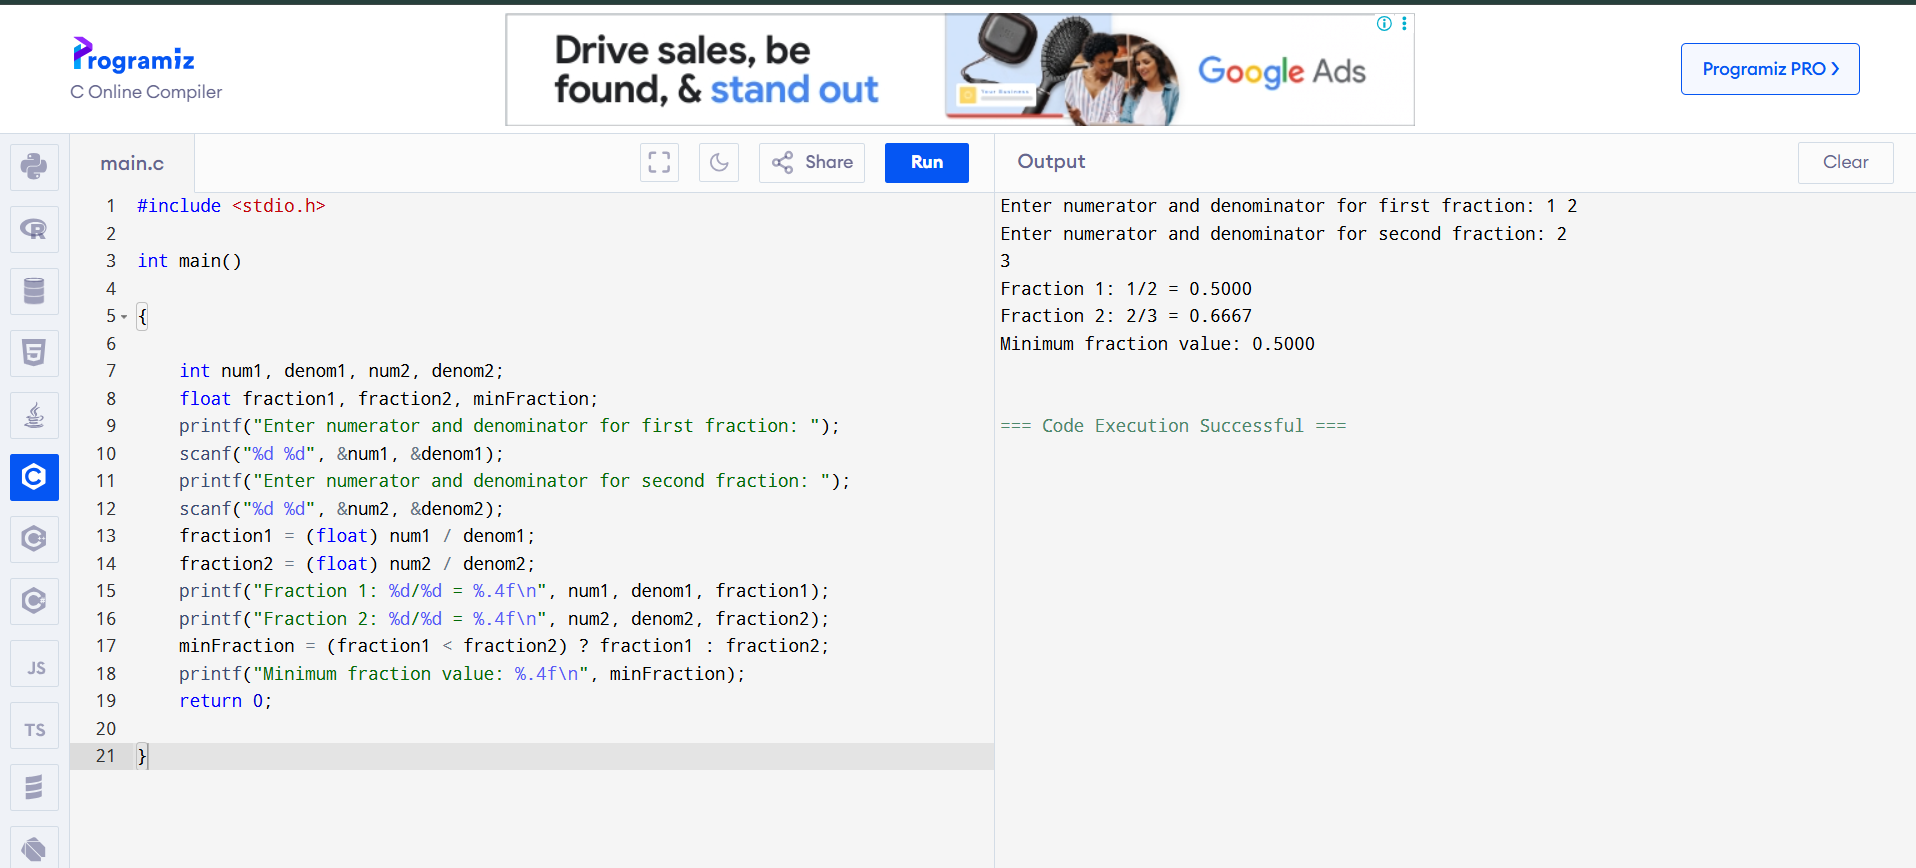 Programiz
C Online Compiler
Drive sales, be
found, & stand out
Your Business
Google Ads
Programiz PRO >
main.c
Share
Run
Output
Clear
1 #include <stdio.h>
2
3 int main()
4
5 {
6
7     int num1, denom1, num2, denom2;
8     float fraction1, fraction2, minFraction;
9     printf("Enter numerator and denominator for first fraction: ");
10     scanf("%d %d", &num1, &denom1);
11     printf("Enter numerator and denominator for second fraction: ");
12     scanf("%d %d", &num2, &denom2);
13     fraction1 = (float) num1 / denom1;
14     fraction2 = (float) num2 / denom2;
15     printf("Fraction 1: %d/%d = %.4f\n", num1, denom1, fraction1);
16     printf("Fraction 2: %d/%d = %.4f\n", num2, denom2, fraction2);
17     minFraction = (fraction1 < fraction2) ? fraction1 : fraction2;
18     printf("Minimum fraction value: %.4f\n", minFraction);
19     return 0;
20
21 }
Enter numerator and denominator for first fraction: 1 2
Enter numerator and denominator for second fraction: 2
3
Fraction 1: 1/2 = 0.5000
Fraction 2: 2/3 = 0.6667
Minimum fraction value: 0.5000
=== Code Execution Successful ===
R
5
C
C
C
JS
TS